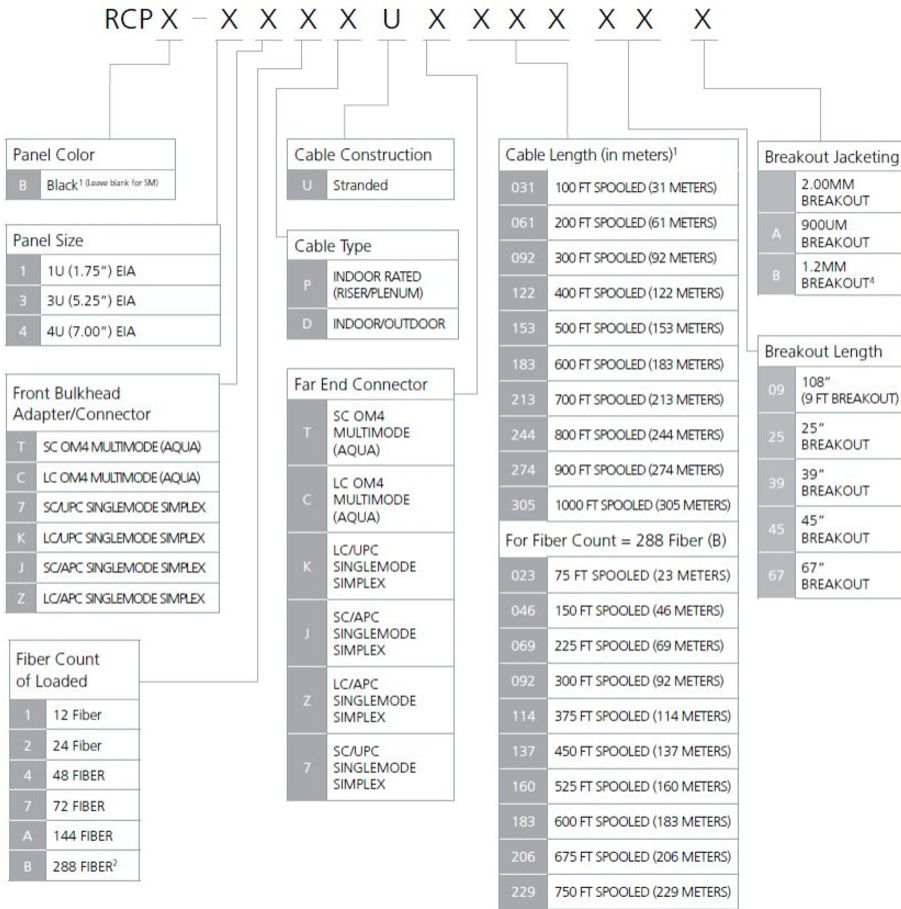 RCP X – X X X X U X X X X X X X
Panel Color
B Black¹ (Leave blank for SM)
Panel Size
1 1U (1.75") EIA
3 3U (5.25") EIA
4 4U (7.00") EIA
Front Bulkhead
Adapter/Connector
T SC OM4 MULTIMODE (AQUA)
C LC OM4 MULTIMODE (AQUA)
7 SC/UPC SINGLEMODE SIMPLEX
K LC/UPC SINGLEMODE SIMPLEX
J SC/APC SINGLEMODE SIMPLEX
Z LC/APC SINGLEMODE SIMPLEX
Fiber Count
of Loaded
1 12 Fiber
2 24 Fiber
4 48 FIBER
7 72 FIBER
A 144 FIBER
B 288 FIBER²
Cable Construction
U Stranded
Cable Type
P INDOOR RATED
(RISER/PLENUM)
D INDOOR/OUTDOOR
Far End Connector
T SC OM4
MULTIMODE
(AQUA)
C LC OM4
MULTIMODE
(AQUA)
K LC/UPC
SINGLEMODE
SIMPLEX
J SC/APC
SINGLEMODE
SIMPLEX
Z LC/APC
SINGLEMODE
SIMPLEX
7 SC/UPC
SINGLEMODE
SIMPLEX
Cable Length (in meters)¹
031 100 FT SPOOLED (31 METERS)
061 200 FT SPOOLED (61 METERS)
092 300 FT SPOOLED (92 METERS)
122 400 FT SPOOLED (122 METERS)
153 500 FT SPOOLED (153 METERS)
183 600 FT SPOOLED (183 METERS)
213 700 FT SPOOLED (213 METERS)
244 800 FT SPOOLED (244 METERS)
274 900 FT SPOOLED (274 METERS)
305 1000 FT SPOOLED (305 METERS)
For Fiber Count = 288 Fiber (B)
023 75 FT SPOOLED (23 METERS)
046 150 FT SPOOLED (46 METERS)
069 225 FT SPOOLED (69 METERS)
092 300 FT SPOOLED (92 METERS)
114 375 FT SPOOLED (114 METERS)
137 450 FT SPOOLED (137 METERS)
160 525 FT SPOOLED (160 METERS)
183 600 FT SPOOLED (183 METERS)
206 675 FT SPOOLED (206 METERS)
229 750 FT SPOOLED (229 METERS)
Breakout Jacketing
2.00MM
BREAKOUT
A 900UM
BREAKOUT
B 1.2MM
BREAKOUT⁴
Breakout Length
09 108"
(9 FT BREAKOUT)
25 25"
BREAKOUT
39 39"
BREAKOUT
45 45"
BREAKOUT
67 67"
BREAKOUT